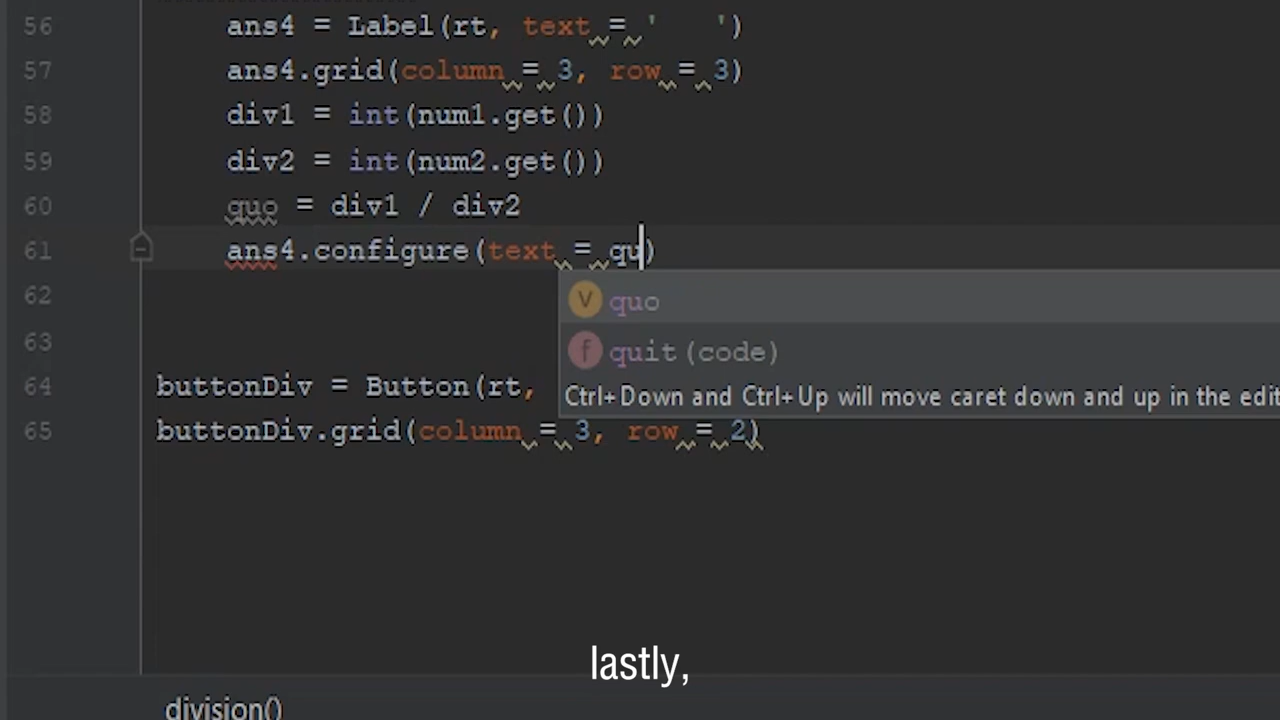 56 ans4 = Label(rt, text = '   ')
57 ans4.grid(column = 3, row = 3)
58 div1 = int(num1.get())
59 div2 = int(num2.get())
60 quo = div1 / div2
61 ans4.configure(text = qu)
62 v quo
63 f quit(code)
64 buttonDiv = Button(rt, Ctrl+Down and Ctrl+Up will move caret down and up in the edit
65 buttonDiv.grid(column = 3, row = 2)
lastly,
division()